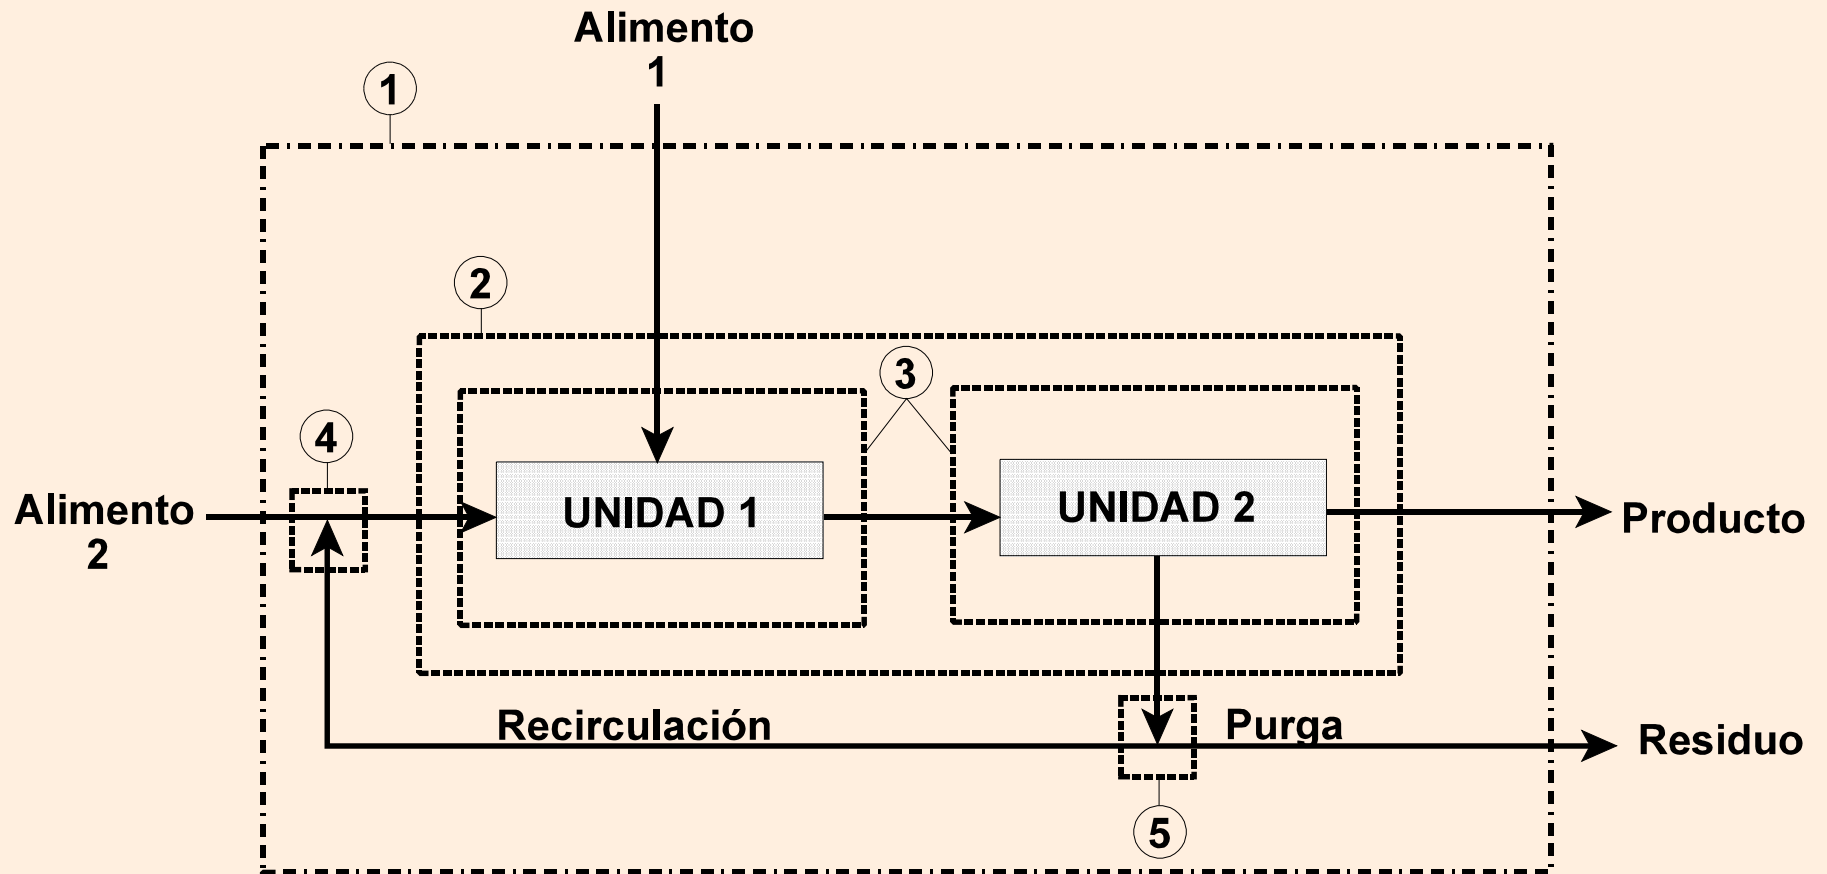 Alimento
1
1
2
3
4
Alimento
2
UNIDAD 1
UNIDAD 2
Producto
Recirculación
Purga
Residuo
5